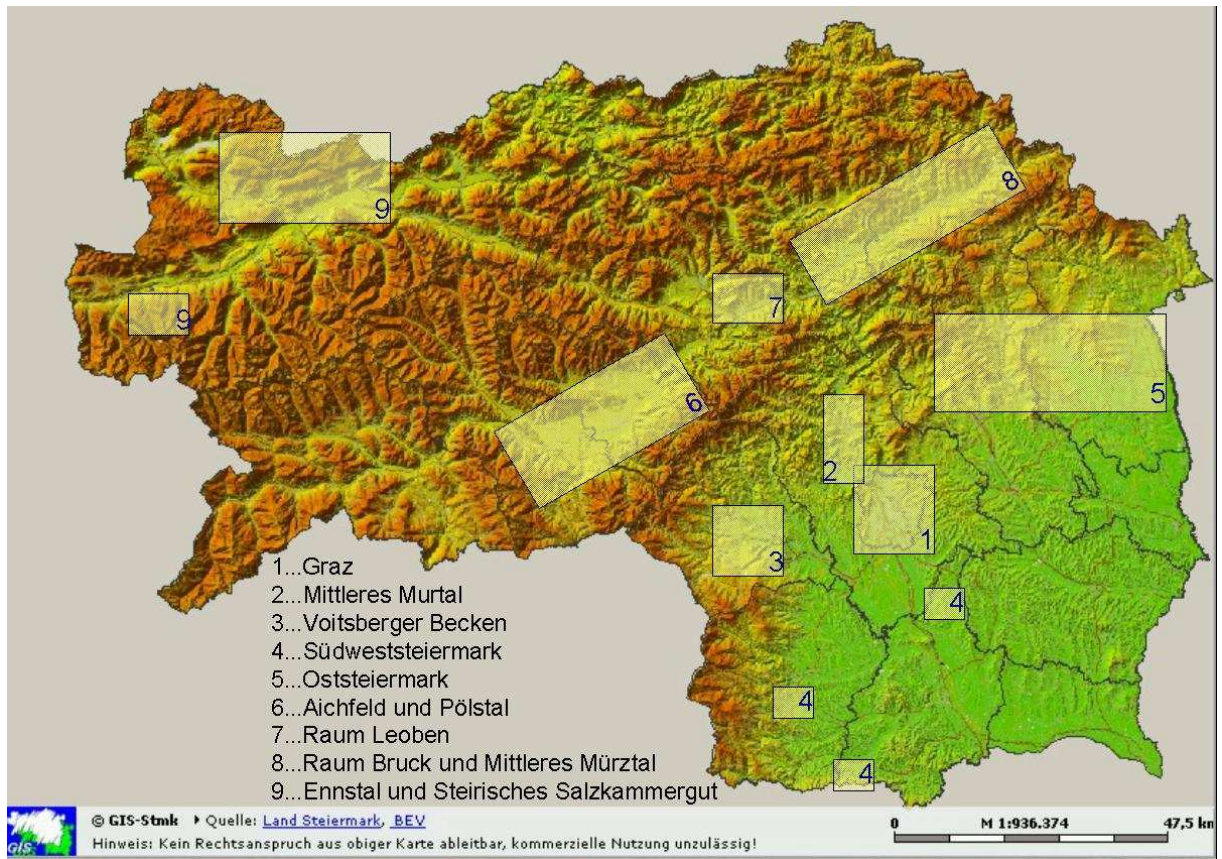 9
8
9
7
6
5
2
1
3
4
4
4
1...Graz
2...Mittleres Murtal
3...Voitsberger Becken
4...Südweststeiermark
5...Oststeiermark
6...Aichfeld und Pölstal
7...Raum Leoben
8...Raum Bruck und Mittleres Mürztal
9...Ennstal und Steirisches Salzkammergut
GIS
© GIS-Stmk Quelle: Land Steiermark, BEV
Hinweis: Kein Rechtsanspruch aus obiger Karte ableitbar, kommerzielle Nutzung unzulässig!
0 M 1:936.374 47,5 km